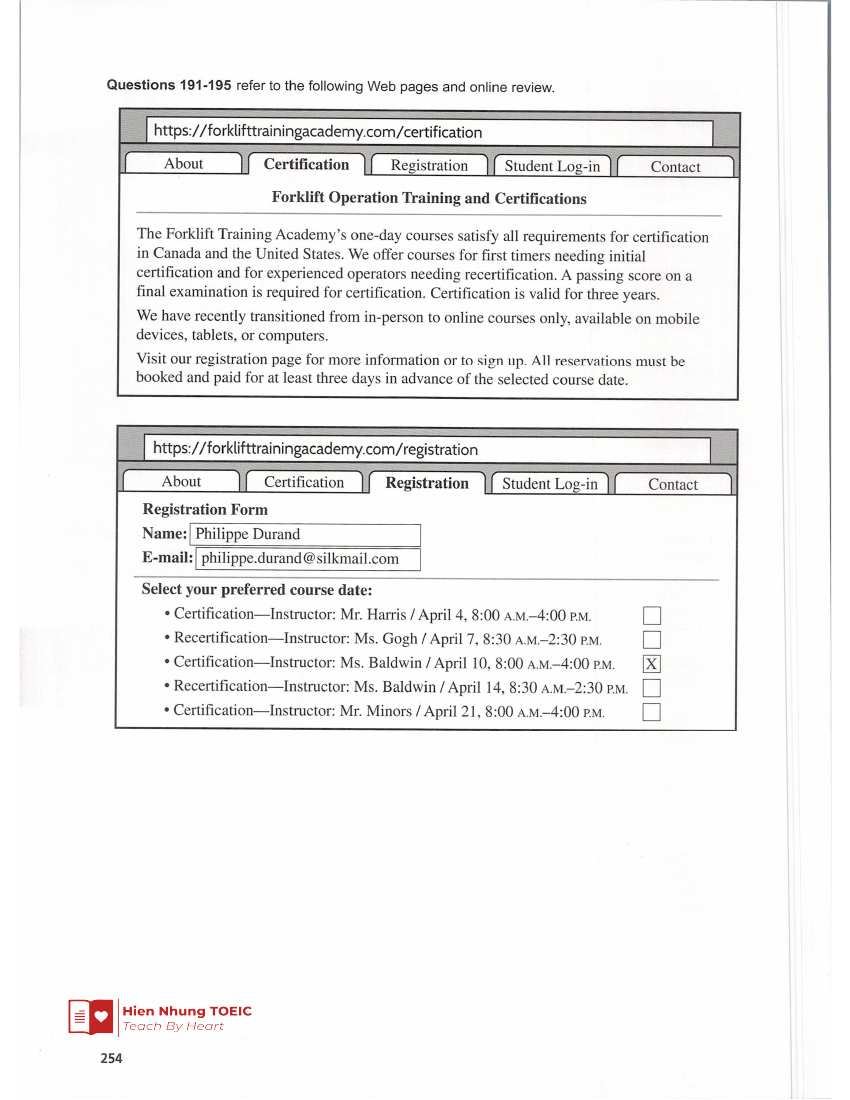 Questions 191-195 refer to the following Web pages and online review.
https://forklifttrainingacademy.com/certification
About Certification Registration Student Log-in Contact
Forklift Operation Training and Certifications
The Forklift Training Academy's one-day courses satisfy all requirements for certification
in Canada and the United States. We offer courses for first timers needing initial
certification and for experienced operators needing recertification. A passing score on a
final examination is required for certification. Certification is valid for three years.
We have recently transitioned from in-person to online courses only, available on mobile
devices, tablets, or computers.
Visit our registration page for more information or to sign up. All reservations must be
booked and paid for at least three days in advance of the selected course date.
https://forklifttrainingacademy.com/registration
About Certification Registration Student Log-in Contact
Registration Form
Name: Philippe Durand
E-mail: philippe.durand@silkmail.com
Select your preferred course date:
• Certification—Instructor: Mr. Harris / April 4, 8:00 A.M.–4:00 P.M.
• Recertification—Instructor: Ms. Gogh / April 7, 8:30 A.M.–2:30 P.M.
• Certification—Instructor: Ms. Baldwin / April 10, 8:00 A.M.–4:00 P.M. X
• Recertification—Instructor: Ms. Baldwin / April 14, 8:30 A.M.–2:30 P.M.
• Certification—Instructor: Mr. Minors / April 21, 8:00 A.M.–4:00 P.M.
Hien Nhung TOEIC
Teach By Heart
254